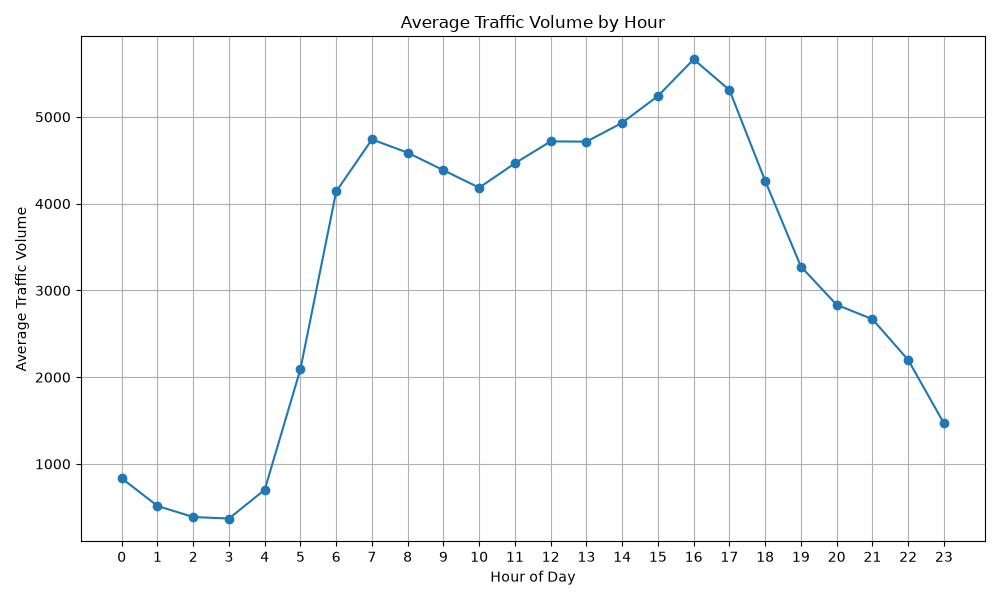 Average Traffic Volume by Hour
Average Traffic Volume
5000
4000
3000
2000
1000
0 1 2 3 4 5 6 7 8 9 10 11 12 13 14 15 16 17 18 19 20 21 22 23
Hour of Day